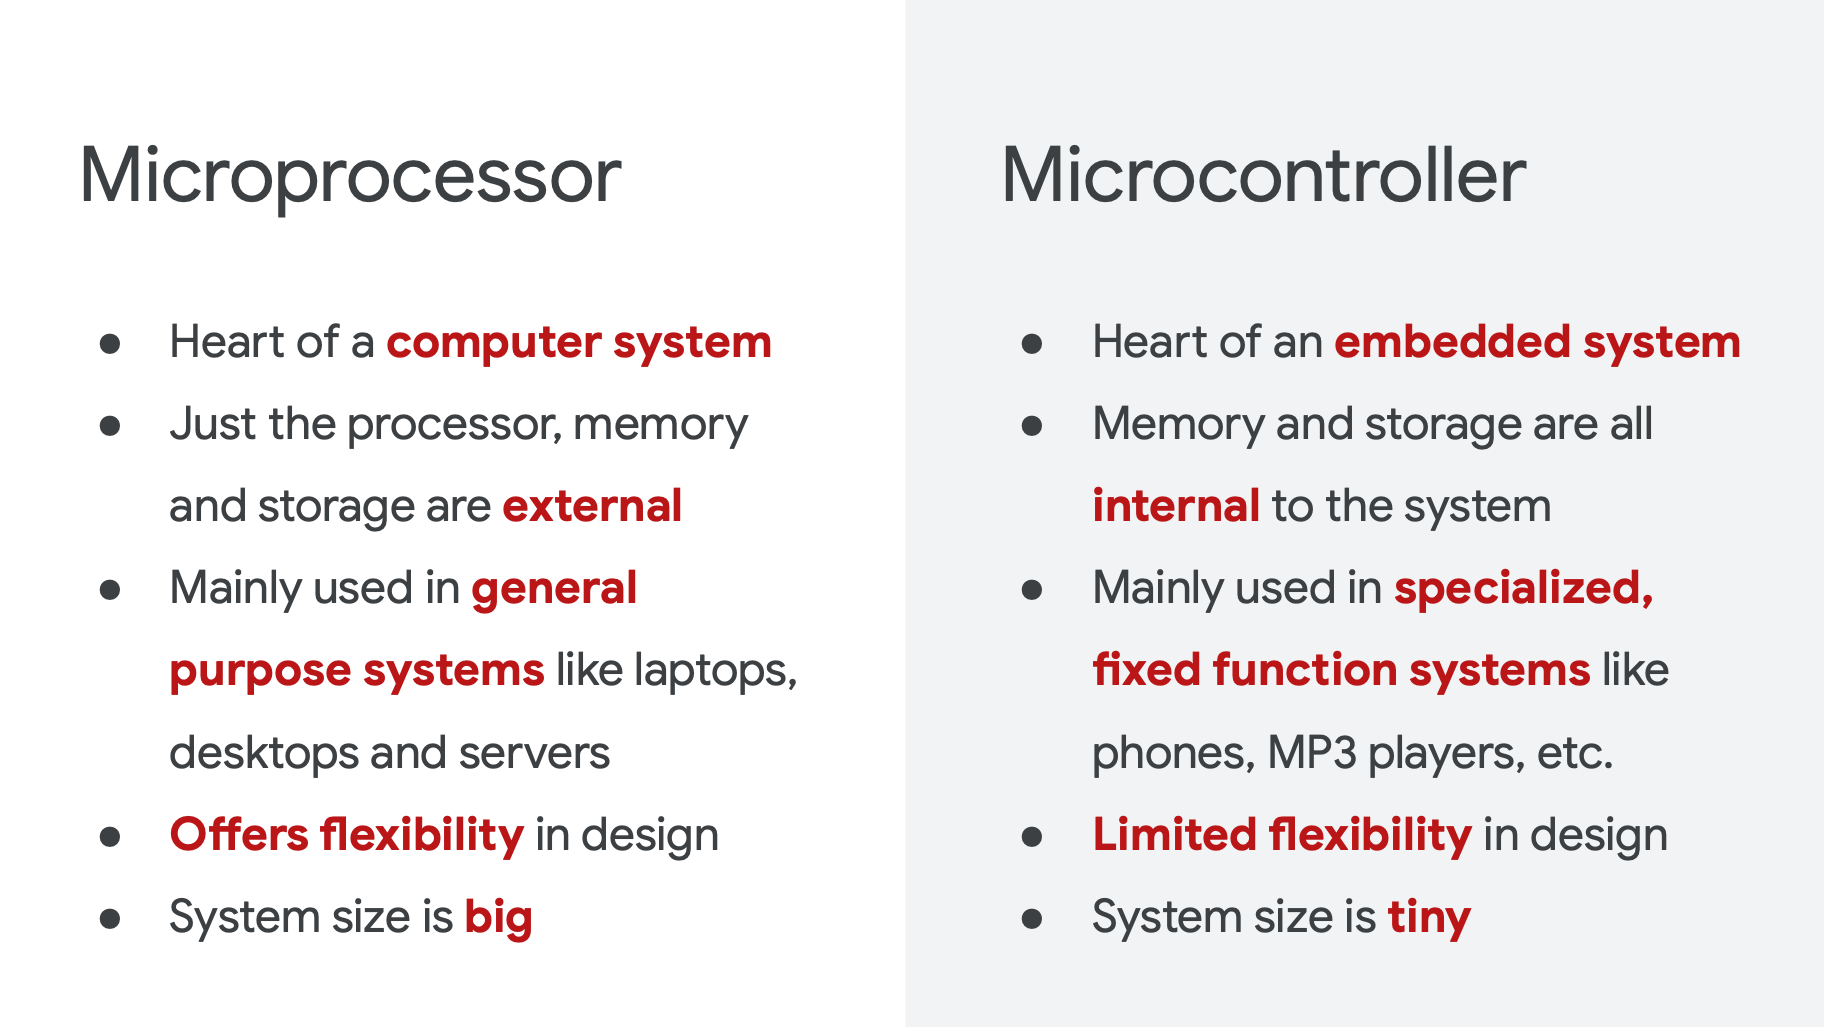 Microprocessor
● Heart of a computer system
● Just the processor, memory
and storage are external
● Mainly used in general
purpose systems like laptops,
desktops and servers
● Offers flexibility in design
● System size is big
Microcontroller
● Heart of an embedded system
● Memory and storage are all
internal to the system
● Mainly used in specialized,
fixed function systems like
phones, MP3 players, etc.
● Limited flexibility in design
● System size is tiny